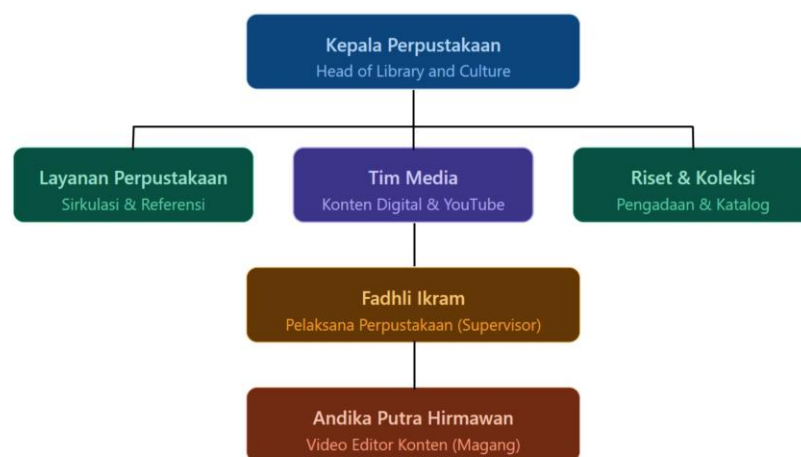 Kepala Perpustakaan
Head of Library and Culture
Layanan Perpustakaan
Sirkulasi & Referensi
Tim Media
Konten Digital & YouTube
Riset & Koleksi
Pengadaan & Katalog
Fadhli Ikram
Pelaksana Perpustakaan (Supervisor)
Andika Putra Hirmawan
Video Editor Konten (Magang)